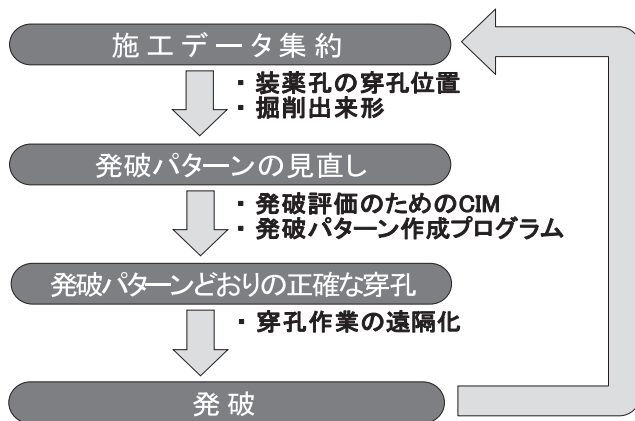 施工データ集約
・装薬孔の穿孔位置
・掘削出来形
発破パターンの見直し
・発破評価のためのCIM
・発破パターン作成プログラム
発破パターンどおりの正確な穿孔
・穿孔作業の遠隔化
発破